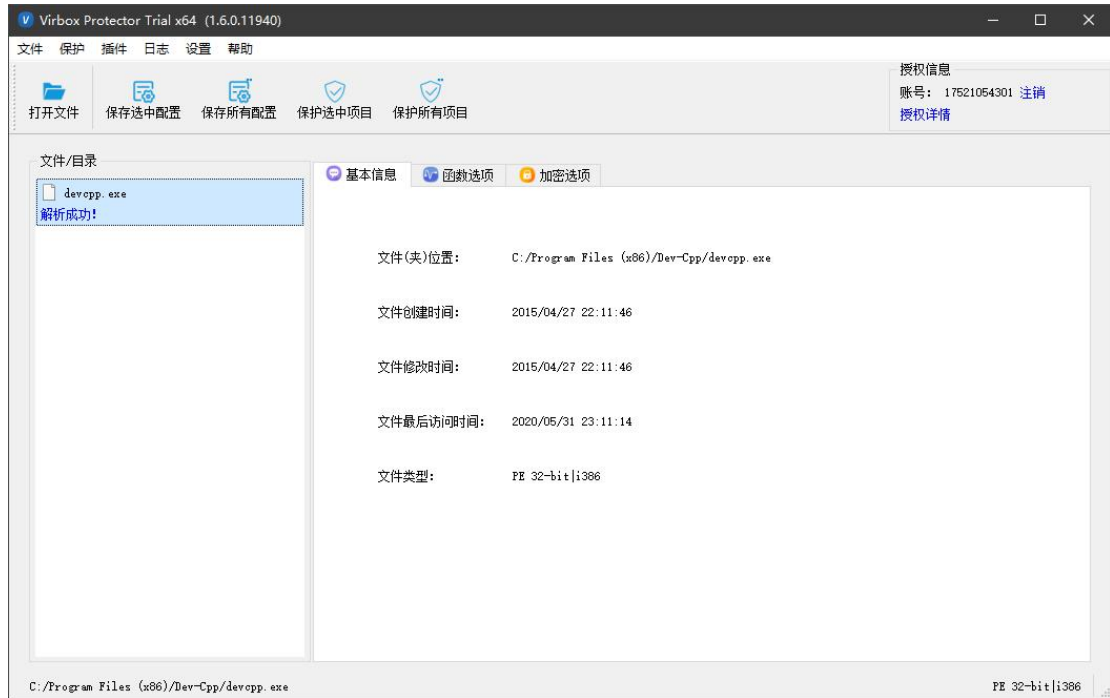 Virbox Protector Trial x64 (1.6.0.11940)
文件 保护 插件 日志 设置 帮助
打开文件 保存选中配置 保存所有配置 保护选中项目 保护所有项目
授权信息
账号: 17521054301 注销
授权详情
文件/目录
devcpp.exe
解析成功!
基本信息 函数选项 加密选项
文件(夹)位置: C:/Program Files (x86)/Dev-Cpp/devcpp.exe
文件创建时间: 2015/04/27 22:11:46
文件修改时间: 2015/04/27 22:11:46
文件最后访问时间: 2020/05/31 23:11:14
文件类型: PE 32-bit|i386
C:/Program Files (x86)/Dev-Cpp/devcpp.exe PE 32-bit|i386